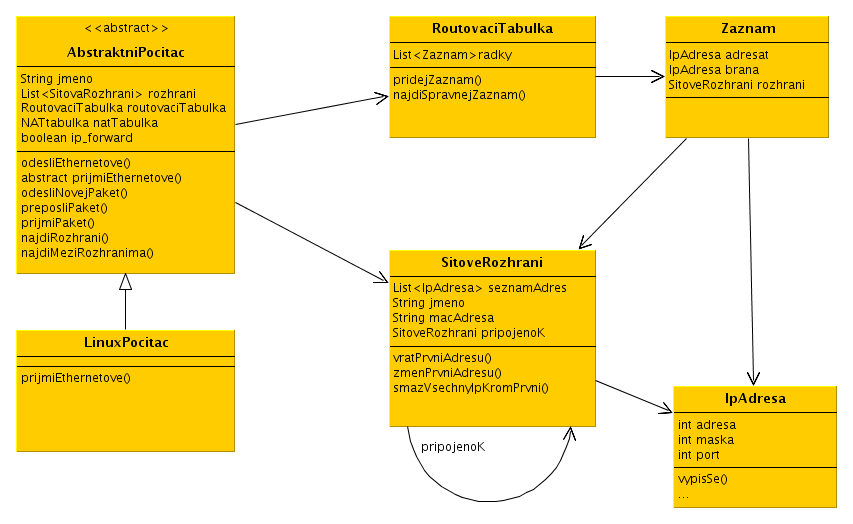 <<abstract>>
AbstraktniPocitac
String jmeno
List<SitovaRozhrani> rozhrani
RoutovaciTabulka routovaciTabulka
NATtabulka natTabulka
boolean ip_forward
odesliEthernetove()
abstract prijmiEthernetove()
odesliNovejPaket()
preposliPaket()
prijmiPaket()
najdiRozhrani()
najdiMeziRozhranima()
RoutovaciTabulka
List<Zaznam>radky
pridejZaznam()
najdiSpravnejZaznam()
Zaznam
IpAdresa adresat
IpAdresa brana
SitoveRozhrani rozhrani
LinuxPocitac
prijmiEthernetove()
SitoveRozhrani
List<IpAdresa> seznamAdres
String jmeno
String macAdresa
SitoveRozhrani pripojenoK
vratPrvniAdresu()
zmenPrvniAdresu()
smazVsechnyIpKromPrvni()
pripojenoK
IpAdresa
int adresa
int maska
int port
vypisSe()
...